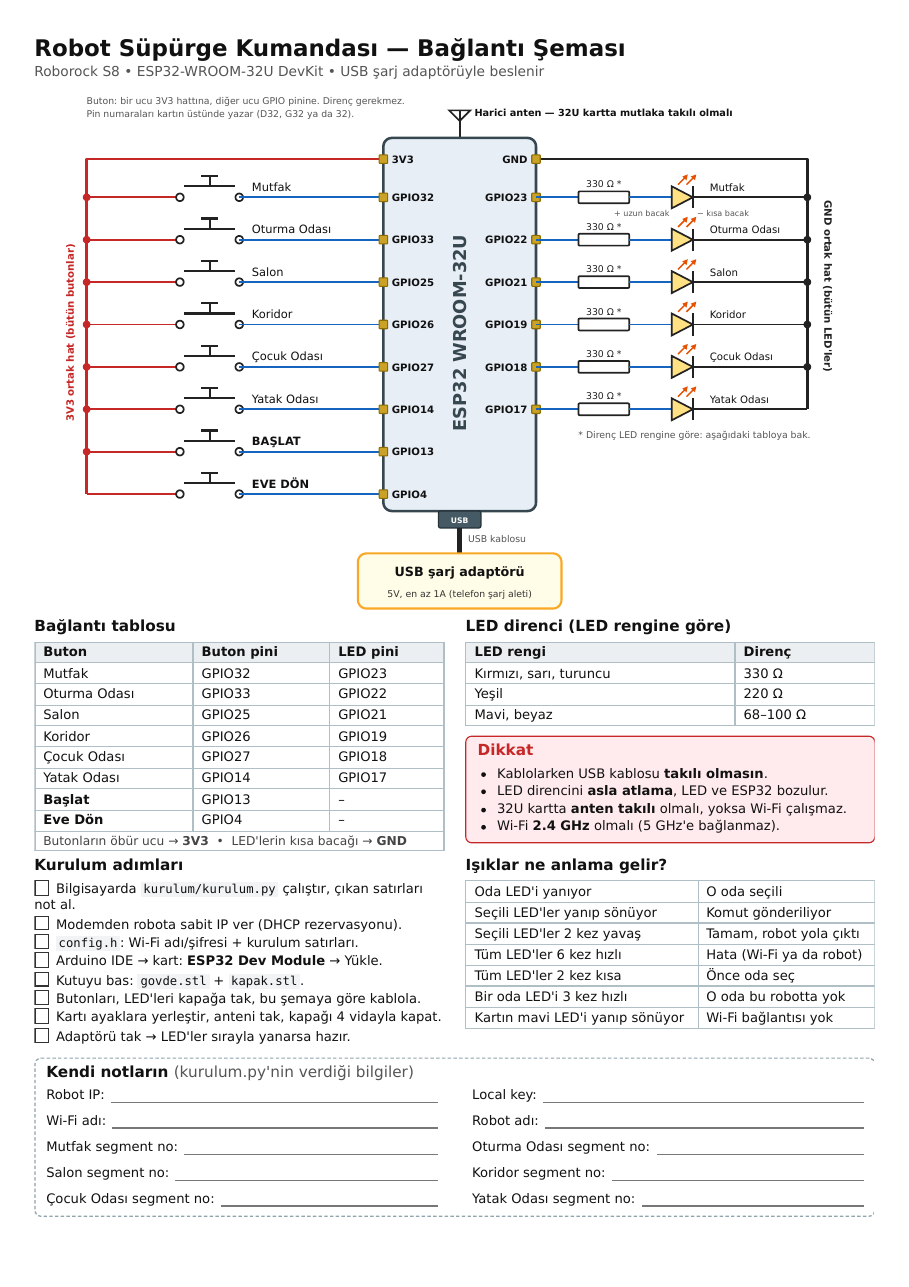 Robot Süpürge Kumandası — Bağlantı Şeması
Roborock S8 • ESP32-WROOM-32U DevKit • USB şarj adaptörüyle beslenir
Buton: bir ucu 3V3 hattına, diğer ucu GPIO pinine. Direnç gerekmez.
Pin numaraları kartın üstünde yazar (D32, G32 ya da 32).
Harici anten — 32U kartta mutlaka takılı olmalı
3V3 GND
Mutfak GPIO32 GPIO23 330 Ω * Mutfak
+ uzun bacak − kısa bacak
Oturma Odası GPIO33 GPIO22 330 Ω * Oturma Odası
Salon GPIO25 GPIO21 330 Ω * Salon
Koridor GPIO26 GPIO19 330 Ω * Koridor
Çocuk Odası GPIO27 GPIO18 330 Ω * Çocuk Odası
Yatak Odası GPIO14 GPIO17 330 Ω * Yatak Odası
BAŞLAT GPIO13
EVE DÖN GPIO4
3V3 ortak hat (bütün butonlar)
ESP32 WROOM-32U
GND ortak hat (bütün LED'ler)
* Direnç LED rengine göre: aşağıdaki tabloya bak.
USB
USB kablosu
USB şarj adaptörü
5V, en az 1A (telefon şarj aleti)
Bağlantı tablosu
Buton Buton pini LED pini
Mutfak GPIO32 GPIO23
Oturma Odası GPIO33 GPIO22
Salon GPIO25 GPIO21
Koridor GPIO26 GPIO19
Çocuk Odası GPIO27 GPIO18
Yatak Odası GPIO14 GPIO17
Başlat GPIO13 –
Eve Dön GPIO4 –
Butonların öbür ucu → 3V3 • LED'lerin kısa bacağı → GND
LED direnci (LED rengine göre)
LED rengi Direnç
Kırmızı, sarı, turuncu 330 Ω
Yeşil 220 Ω
Mavi, beyaz 68–100 Ω
Dikkat
• Kablolarken USB kablosu takılı olmasın.
• LED direncini asla atlama, LED ve ESP32 bozulur.
• 32U kartta anten takılı olmalı, yoksa Wi-Fi çalışmaz.
• Wi-Fi 2.4 GHz olmalı (5 GHz'e bağlanmaz).
Kurulum adımları
Bilgisayarda kurulum/kurulum.py çalıştır, çıkan satırları
not al.
Modemden robota sabit IP ver (DHCP rezervasyonu).
config.h: Wi-Fi adı/şifresi + kurulum satırları.
Arduino IDE → kart: ESP32 Dev Module → Yükle.
Kutuyu bas: govde.stl + kapak.stl.
Butonları, LED'leri kapağa tak, bu şemaya göre kablola.
Kartı ayaklara yerleştir, anteni tak, kapağı 4 vidayla kapat.
Adaptörü tak → LED'ler sırayla yanarsa hazır.
Işıklar ne anlama gelir?
Oda LED'i yanıyor O oda seçili
Seçili LED'ler yanıp sönüyor Komut gönderiliyor
Seçili LED'ler 2 kez yavaş Tamam, robot yola çıktı
Tüm LED'ler 6 kez hızlı Hata (Wi-Fi ya da robot)
Tüm LED'ler 2 kez kısa Önce oda seç
Bir oda LED'i 3 kez hızlı O oda bu robotta yok
Kartın mavi LED'i yanıp sönüyor Wi-Fi bağlantısı yok
Kendi notların (kurulum.py'nin verdiği bilgiler)
Robot IP: Local key:
Wi-Fi adı: Robot adı:
Mutfak segment no: Oturma Odası segment no:
Salon segment no: Koridor segment no:
Çocuk Odası segment no: Yatak Odası segment no: